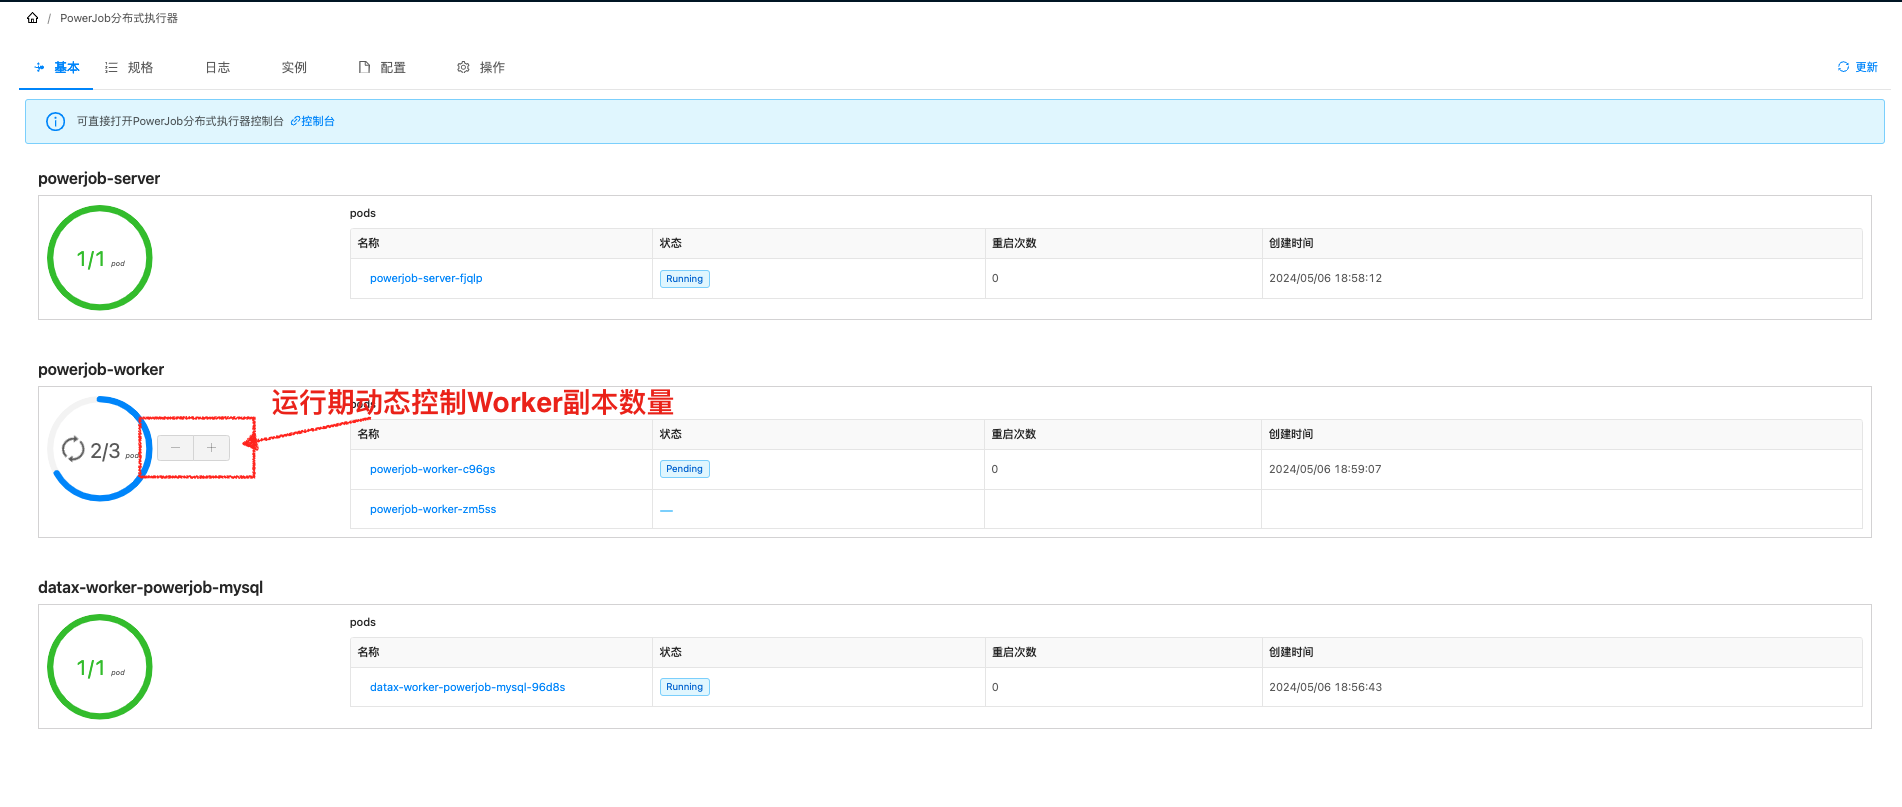 / PowerJob分布式执行器
基本 规格 日志 实例 配置 操作 更新
可直接打开PowerJob分布式执行器控制台 控制台
powerjob-server
1/1 pod
pods
名称 状态 重启次数 创建时间
powerjob-server-fjqlp Running 0 2024/05/06 18:58:12
powerjob-worker
运行期动态控制Worker副本数量
pods
2/3 pod
− +
名称 状态 重启次数 创建时间
powerjob-worker-c96gs Pending 0 2024/05/06 18:59:07
powerjob-worker-zm5ss —
datax-worker-powerjob-mysql
1/1 pod
pods
名称 状态 重启次数 创建时间
datax-worker-powerjob-mysql-96d8s Running 0 2024/05/06 18:56:43